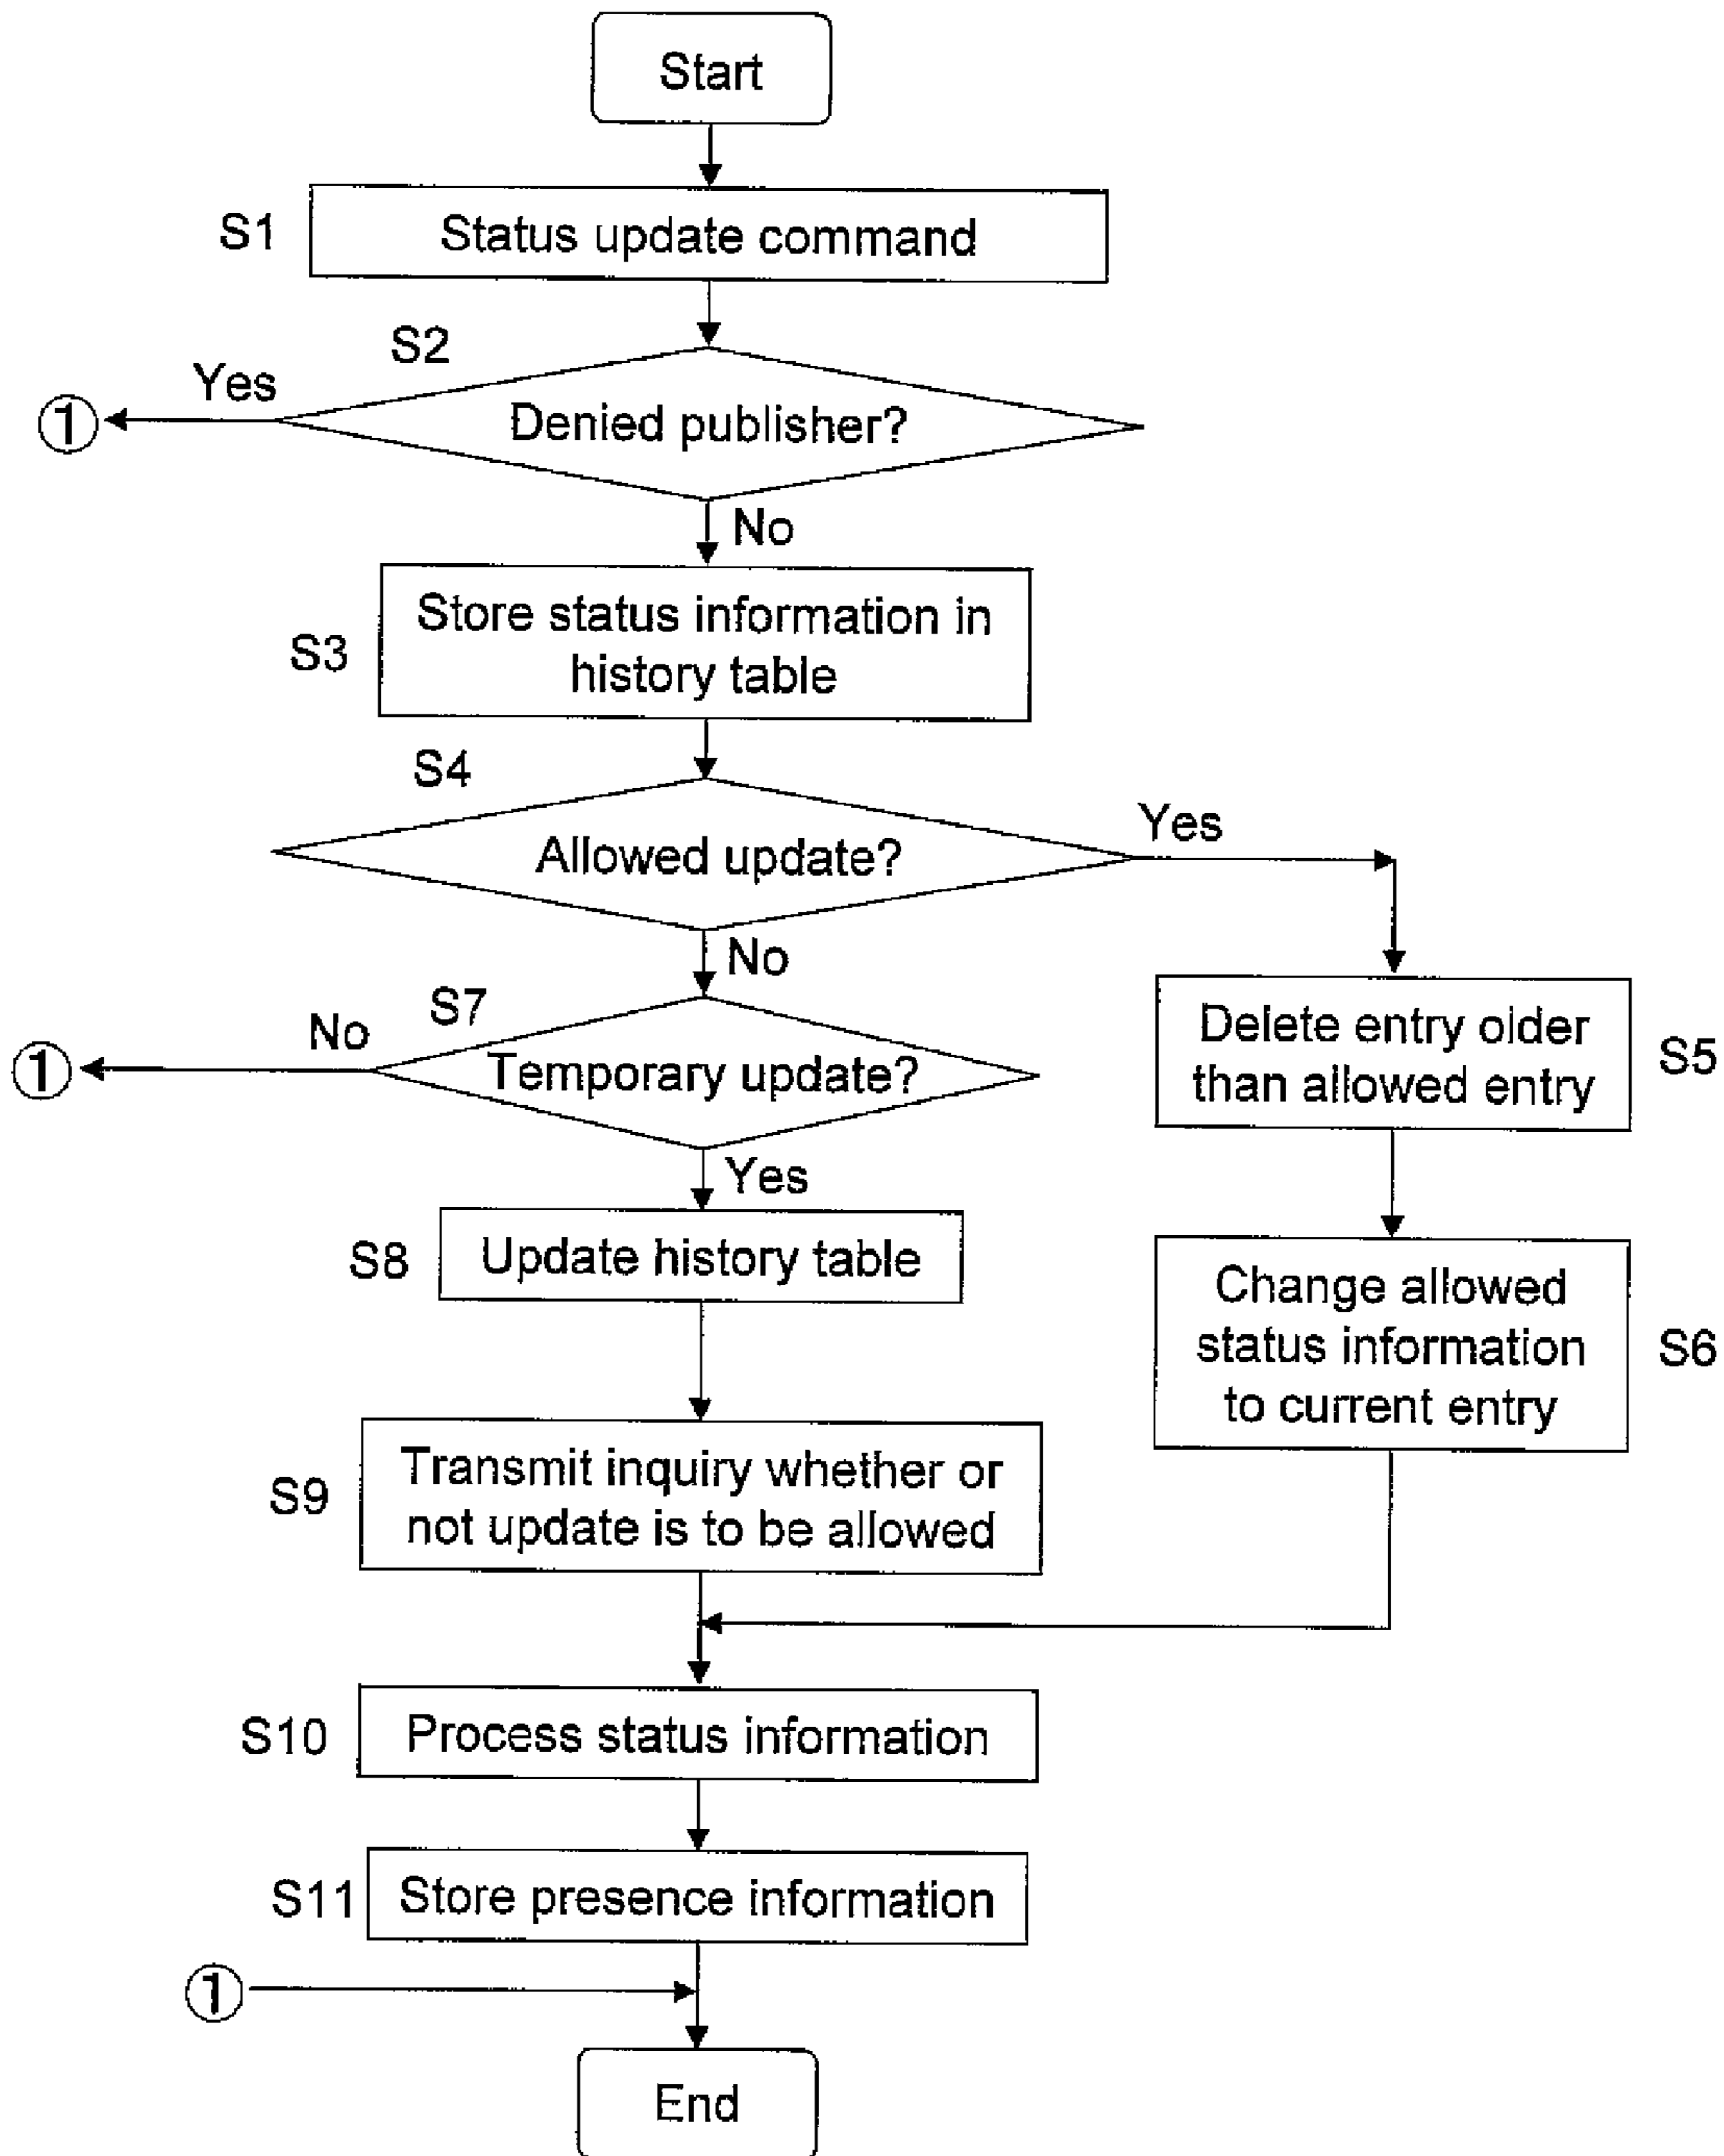 Start
S1
Status update command
S2
Yes
①
Denied publisher?
No
S3
Store status information in
history table
S4
Allowed update?
Yes
No
S7
No
①
Temporary update?
Delete entry older
than allowed entry
S5
Yes
S8
Update history table
Change allowed
status information
to current entry
S6
S9
Transmit inquiry whether or
not update is to be allowed
S10
Process status information
S11
Store presence information
①
End